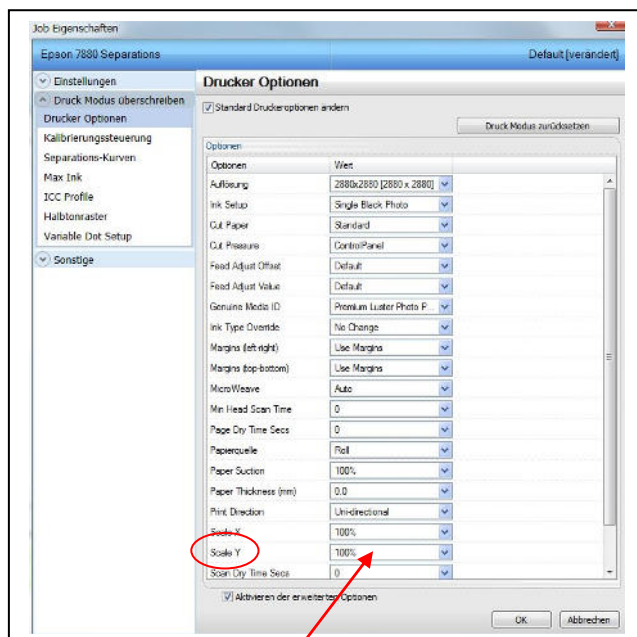 Job Eigenschaften
Epson 7880 Separations Default [verändert]
Einstellungen
Druck Modus überschreiben
Drucker Optionen
Kalibrierungssteuerung
Separations-Kurven
Max Ink
ICC Profile
Halbtonraster
Variable Dot Setup
Sonstige
Drucker Optionen
Standard Druckeroptionen ändern
Druck Modus zurücksetzen
Optionen
Optionen Wert
Auflösung 2880x2880 [2880 x 2880]
Ink Setup Single Black Photo
Cut Paper Standard
Cut Pressure ControlPanel
Feed Adjust Offset Default
Feed Adjust Value Default
Genuine Media ID Premium Luster Photo P...
Ink Type Override No Change
Margins (left-right) Use Margins
Margins (top-bottom) Use Margins
MicroWeave Auto
Min Head Scan Time 0
Page Dry Time Secs 0
Papierquelle Roll
Paper Suction 100%
Paper Thickness (mm) 0.0
Print Direction Uni-directional
Scale X 100%
Scale Y 100%
Scan Dry Time Secs 0
Aktivieren der erweiterten Optionen
OK Abbrechen